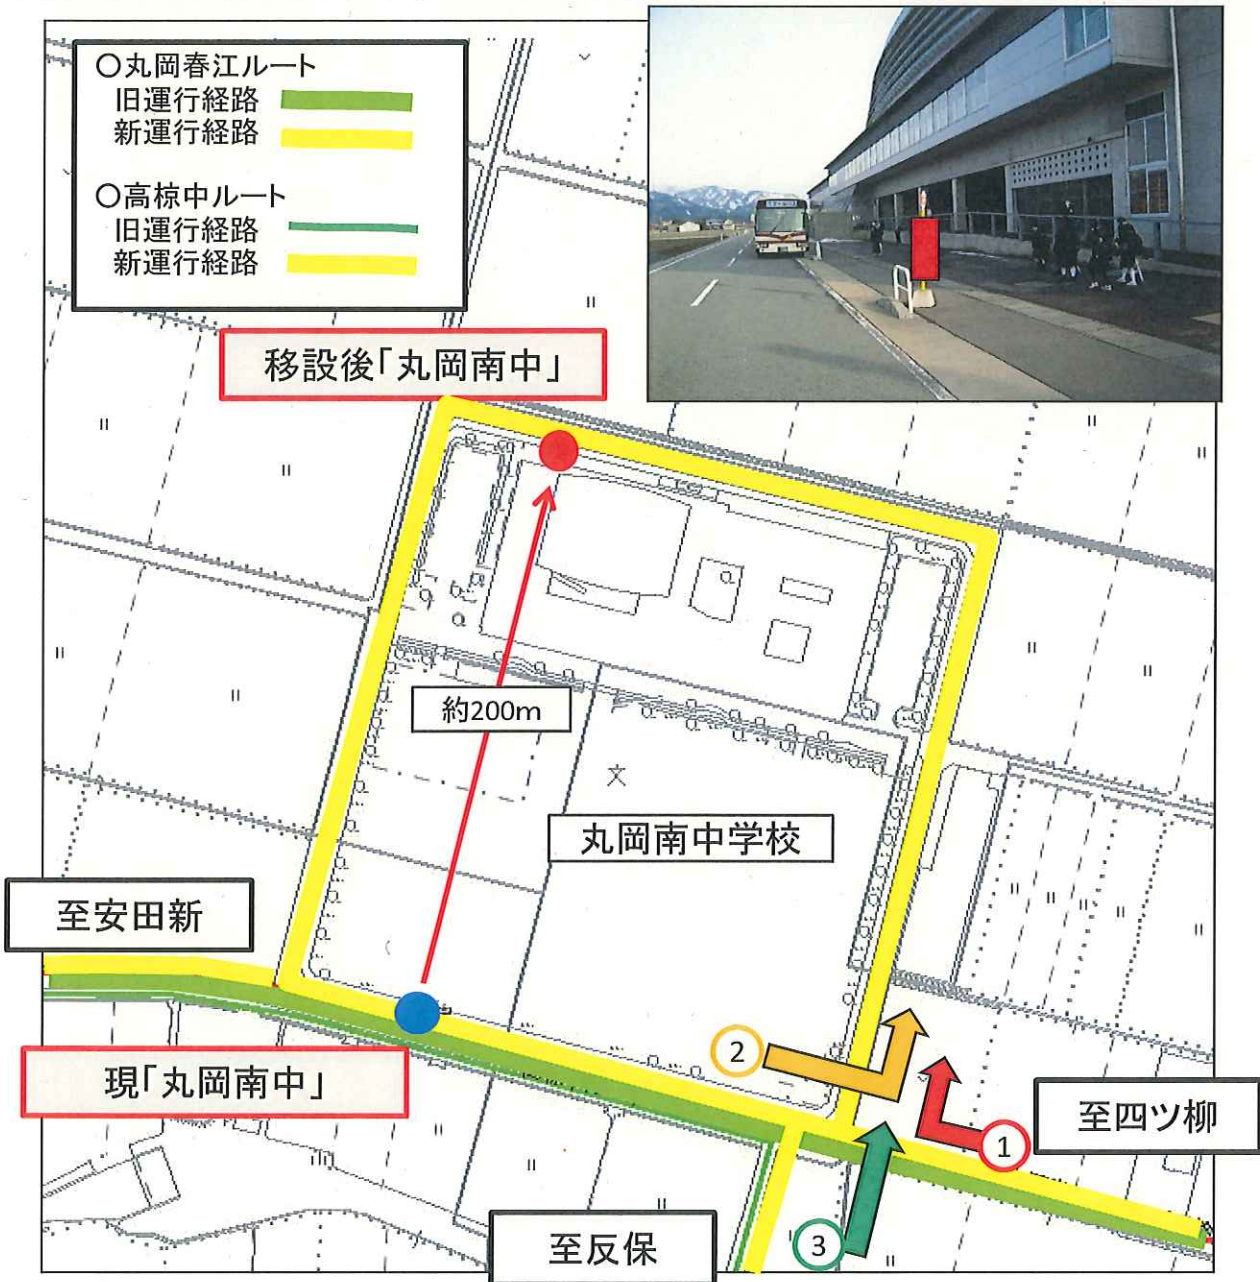 〇丸岡春江ルート
旧運行経路
新運行経路
〇高椋中ルート
旧運行経路
新運行経路
移設後「丸岡南中」
約200m
文
丸岡南中学校
至安田新
現「丸岡南中」
2
1
至四ツ柳
至反保
3